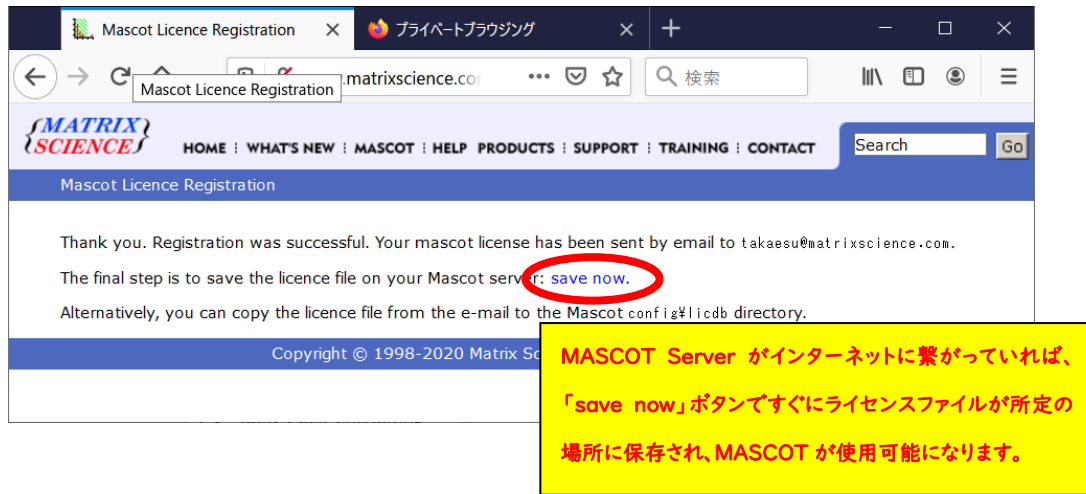 Mascot Licence Registration
プライベートブラウジング
matrixscience.co
検索
Mascot Licence Registration
MATRIX
SCIENCE
HOME WHAT'S NEW MASCOT HELP PRODUCTS SUPPORT TRAINING CONTACT
Search
Go
Mascot Licence Registration
Thank you. Registration was successful. Your mascot license has been sent by email to takaesu@matrixscience.com.
The final step is to save the licence file on your Mascot server: save now.
Alternatively, you can copy the licence file from the e-mail to the Mascot config¥licdb directory.
Copyright © 1998-2020 Matrix Sc
MASCOT Server がインターネットに繋がっていれば、
「save now」ボタンですぐにライセンスファイルが所定の
場所に保存され、MASCOT が使用可能になります。